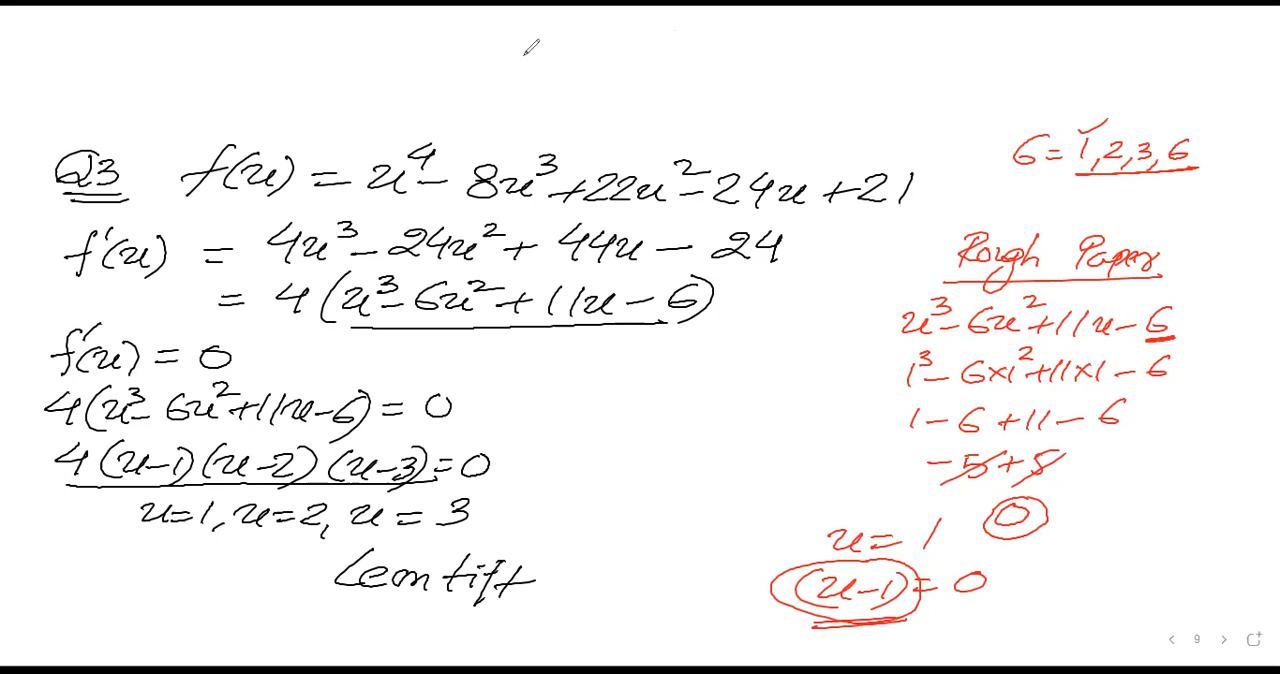 Q3 f(x) = x⁴ - 8x³ + 22x² - 24x + 21
f'(x) = 4x³ - 24x² + 44x - 24
= 4(x³ - 6x² + 11x - 6)
f'(x) = 0
4(x³ - 6x² + 11x - 6) = 0
4(x-1)(x-2)(x-3) = 0
x=1, x=2, x = 3
6 = 1, 2, 3, 6
Rough Paper
x³ - 6x² + 11x - 6
1³ - 6×1² + 11×1 - 6
1 - 6 + 11 - 6
-5 + 5
0
x = 1
(x-1) = 0
9